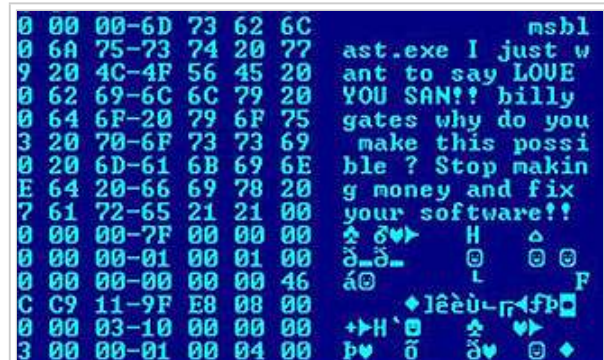 0 00 00-6D 73 62 6C msbl
0 6A 75-73 74 20 77 ast.exe I just w
9 20 4C-4F 56 45 20 ant to say LOVE
0 62 69-6C 6C 79 20 YOU SAN!! billy
0 64 6F-20 79 6F 75 gates why do you
3 20 70-6F 73 73 69 make this possi
0 20 6D-61 6B 69 6E ble ? Stop makin
E 64 20-66 69 78 20 g money and fix
7 61 72-65 21 21 00 your software!!
0 00 00-7F 00 00 00 H
0 00 00-01 00 01 00
0 00 00-00 00 00 46 á☺ └ F
C C9 11-9F E8 08 00
0 00 03-10 00 00 00
3 00 00-01 00 04 00